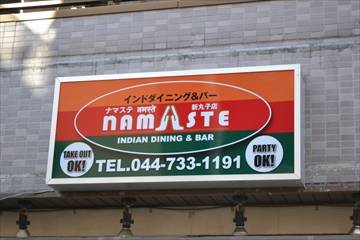 インドダイニング&バー
ナマステ नमस्ते 新丸子店
NAMASTE
INDIAN DINING & BAR
TAKE OUT OK!
TEL.044-733-1191
PARTY OK!